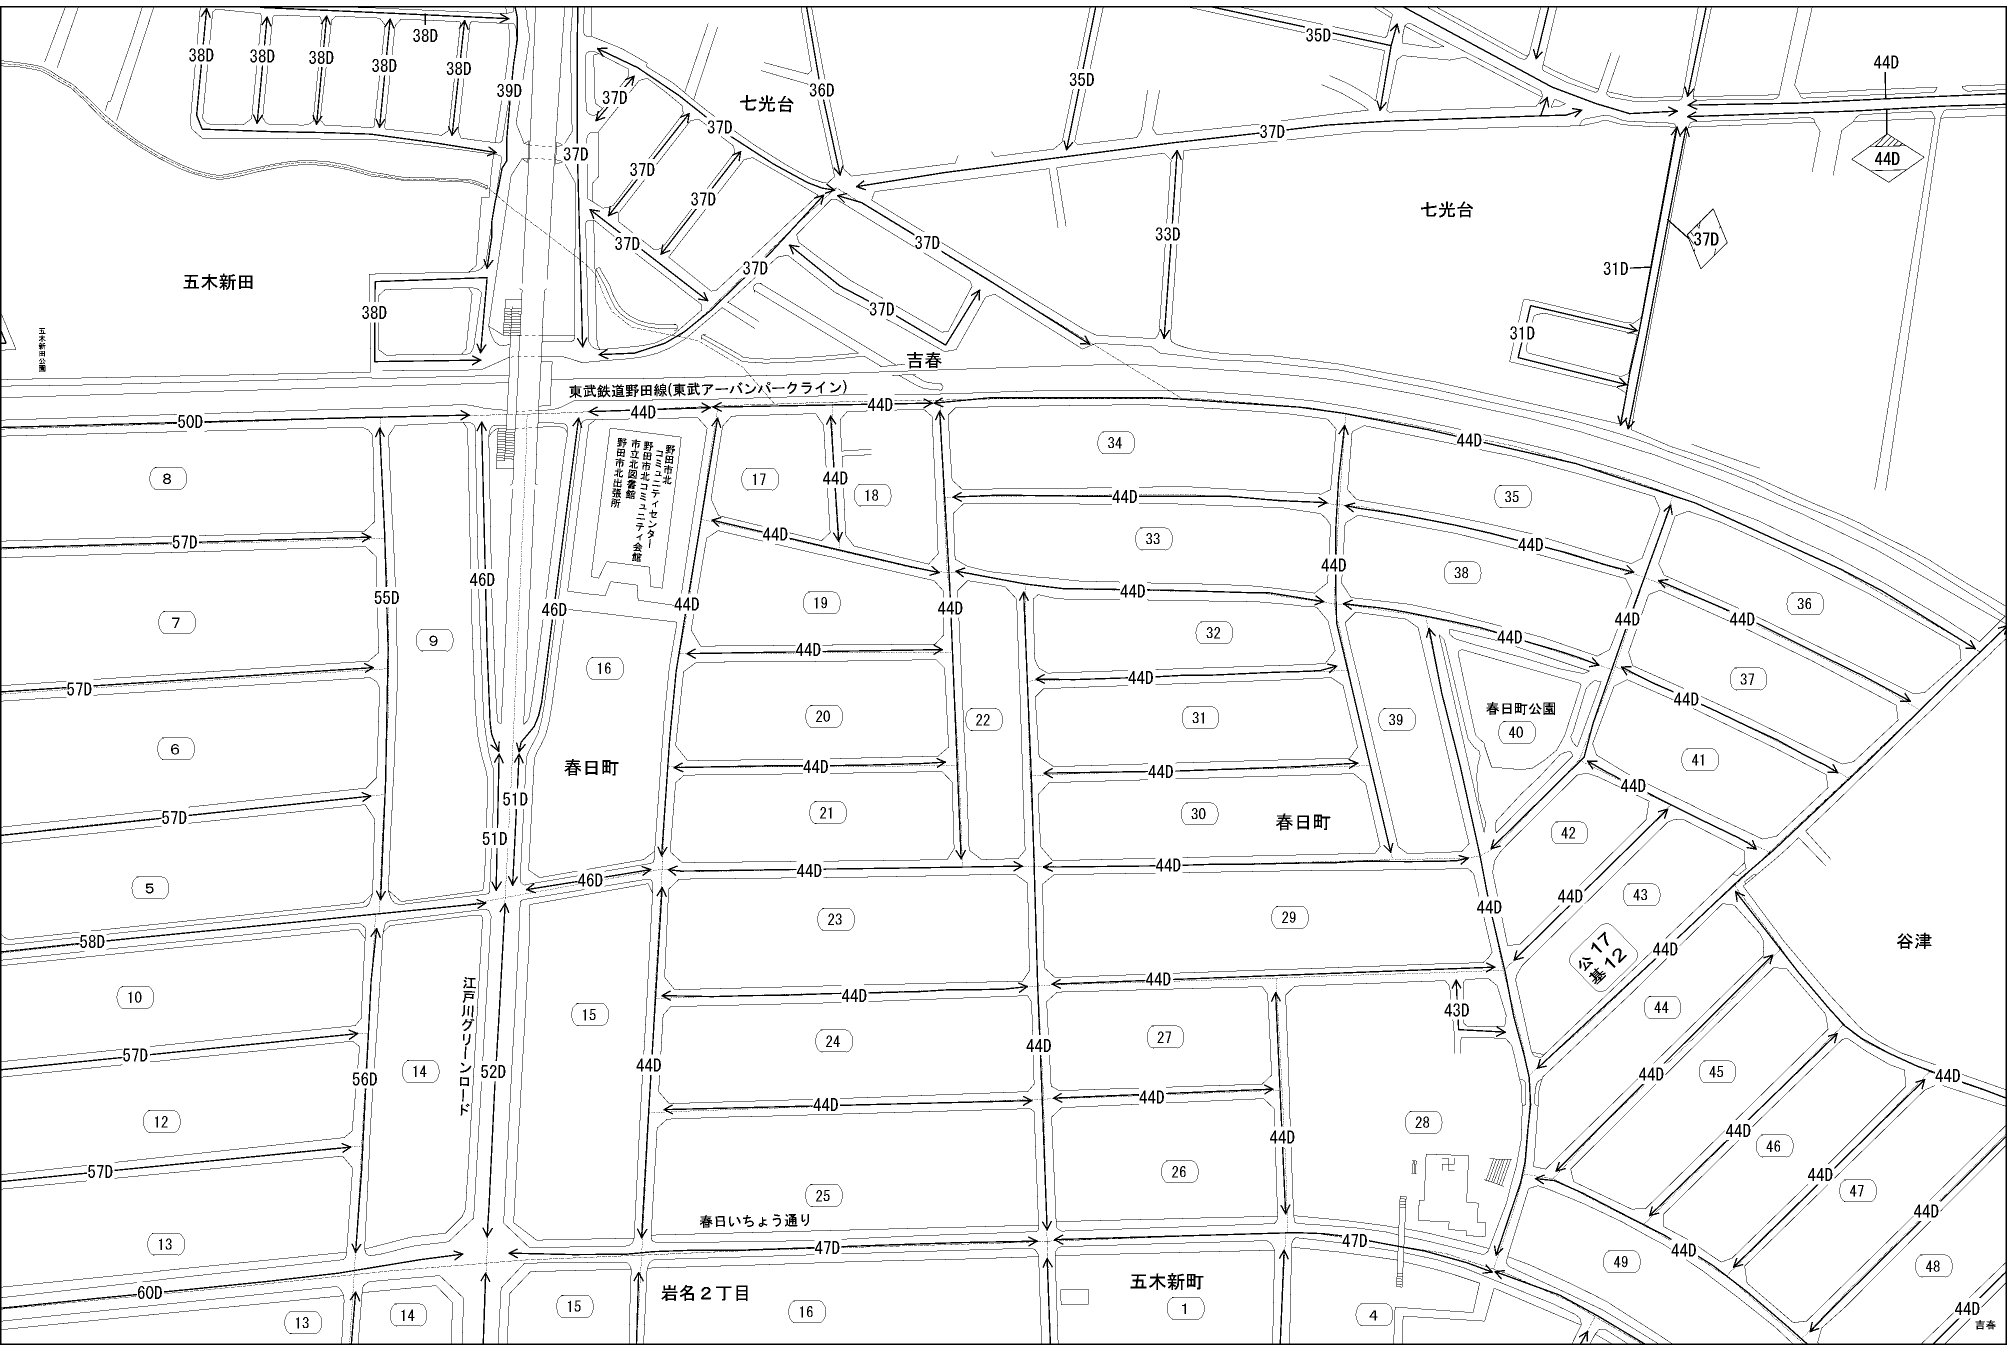 38D
38D
38D
38D
38D
38D
39D
37D
37D
37D
七光台
36D
35D
35D
37D
44D
44D
37D
37D
37D
37D
37D
37D
33D
七光台
37D
31D
31D
五木新田
38D
五木新田公園
吉春
東武鉄道野田線(東武アーバンパークライン)
50D
44D
44D
44D
野田市北
コミュニティセンター
野田市北コミュニティ会館
市立北図書館
野田市北出張所
8
17
44D
18
34
44D
35
57D
44D
33
44D
46D
55D
46D
44D
44D
44D
38
44D
36
7
9
19
44D
32
44D
44D
44D
16
44D
44D
57D
20
22
31
39
春日町公園
40
44D
37
6
春日町
44D
44D
44D
41
57D
51D
51D
21
30
春日町
42
5
46D
44D
44D
44D
44D
43
58D
23
29
公17
基12
44D
谷津
10
江戸川グリーンロード
15
44D
44D
43D
44
57D
56D
14
52D
44D
24
44D
27
44D
45
44D
12
44D
44D
44D
28
44D
46
57D
25
26
44D
47
44D
13
春日いちょう通り
47D
47D
44D
49
48
60D
岩名２丁目
五木新町
13
14
15
16
1
4
44D
吉春